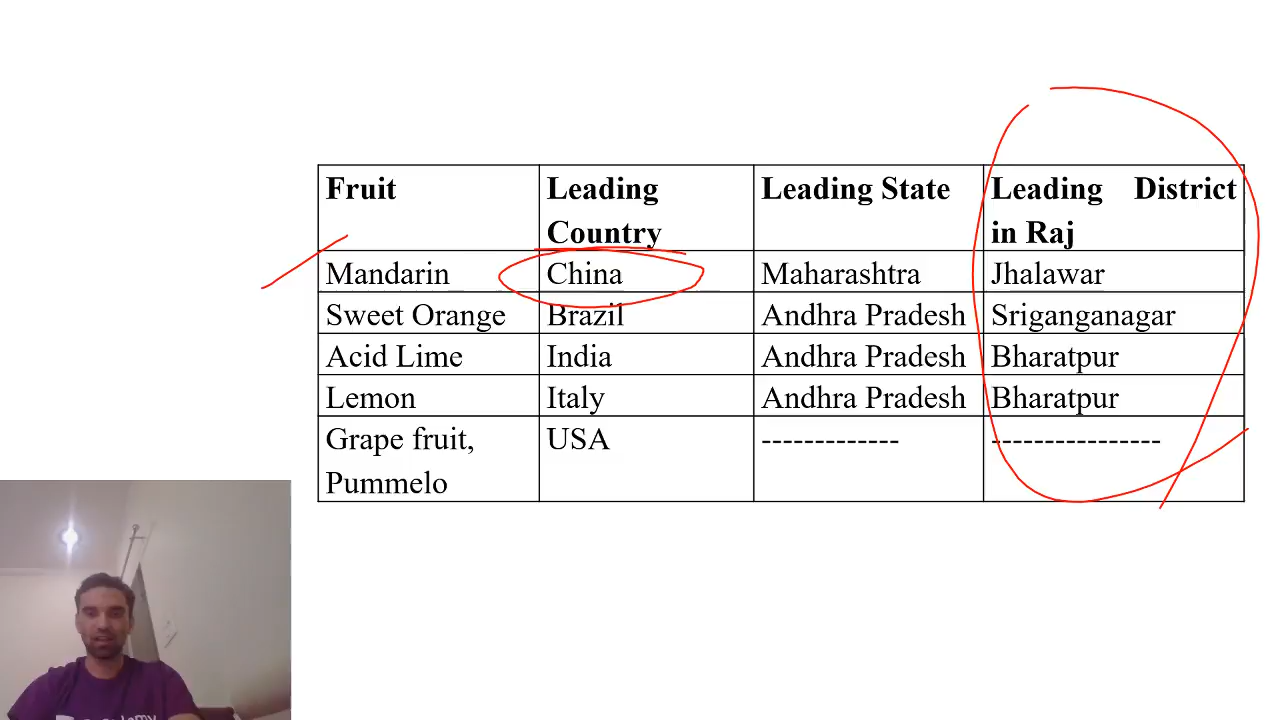 Fruit Leading Leading State Leading District
Country in Raj
Mandarin China Maharashtra Jhalawar
Sweet Orange Brazil Andhra Pradesh Sriganganagar
Acid Lime India Andhra Pradesh Bharatpur
Lemon Italy Andhra Pradesh Bharatpur
Grape fruit, USA ------------- ----------------
Pummelo